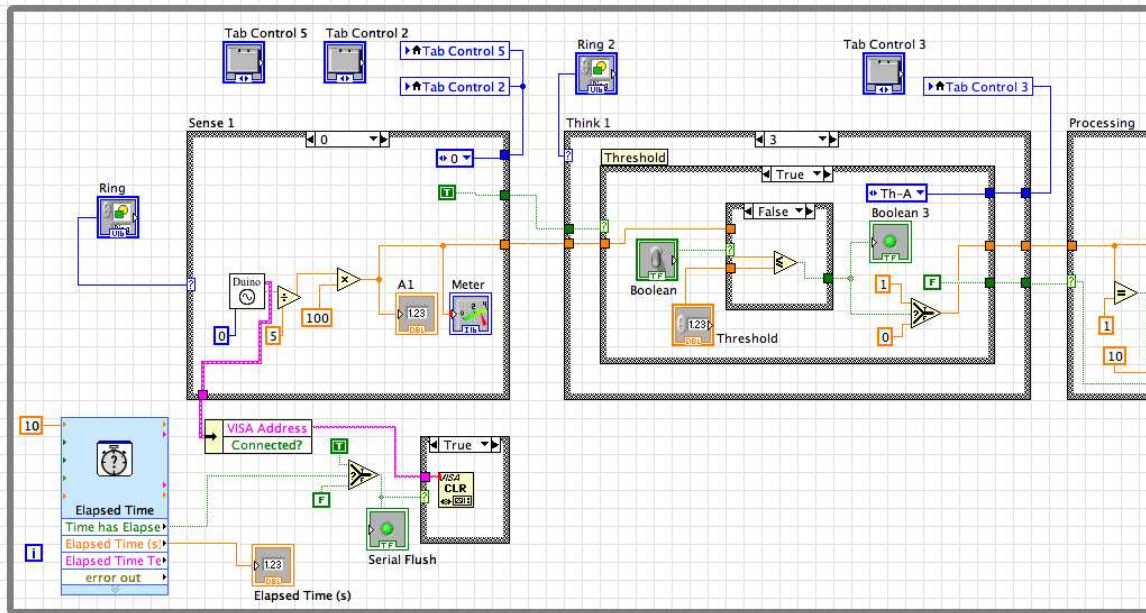 Tab Control 5
Tab Control 2
Tab Control 5
Tab Control 2
Ring 2
Tab Control 3
Tab Control 3
Sense 1
0
0
T
Ring
Duino
0
÷
5
×
100
A1
1.23
DBL
Meter
Think 1
3
Threshold
True
False
Th-A
Boolean 3
TF
Boolean
TF
≤
1.23
DBL
Threshold
1
0
F
Processing
=
1
10
10
VISA Address
Connected?
T
F
True
VISA
CLR
TF
Serial Flush
Elapsed Time
Time has Elapse
Elapsed Time (s)
Elapsed Time Te
error out
i
1.23
DBL
Elapsed Time (s)